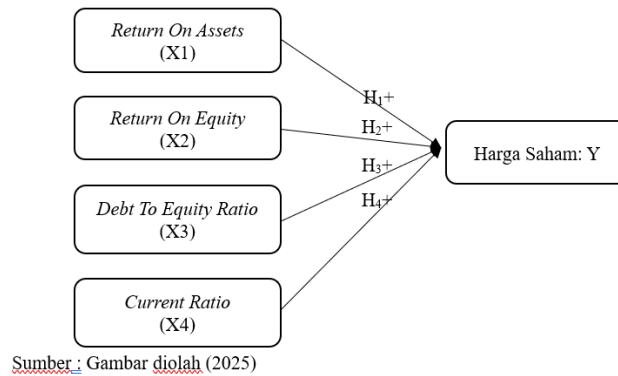 Return On Assets
(X1)
H₁+
Return On Equity
(X2)
H₂+
Harga Saham: Y
H₃+
Debt To Equity Ratio
(X3)
H₄+
Current Ratio
(X4)
Sumber : Gambar diolah (2025)